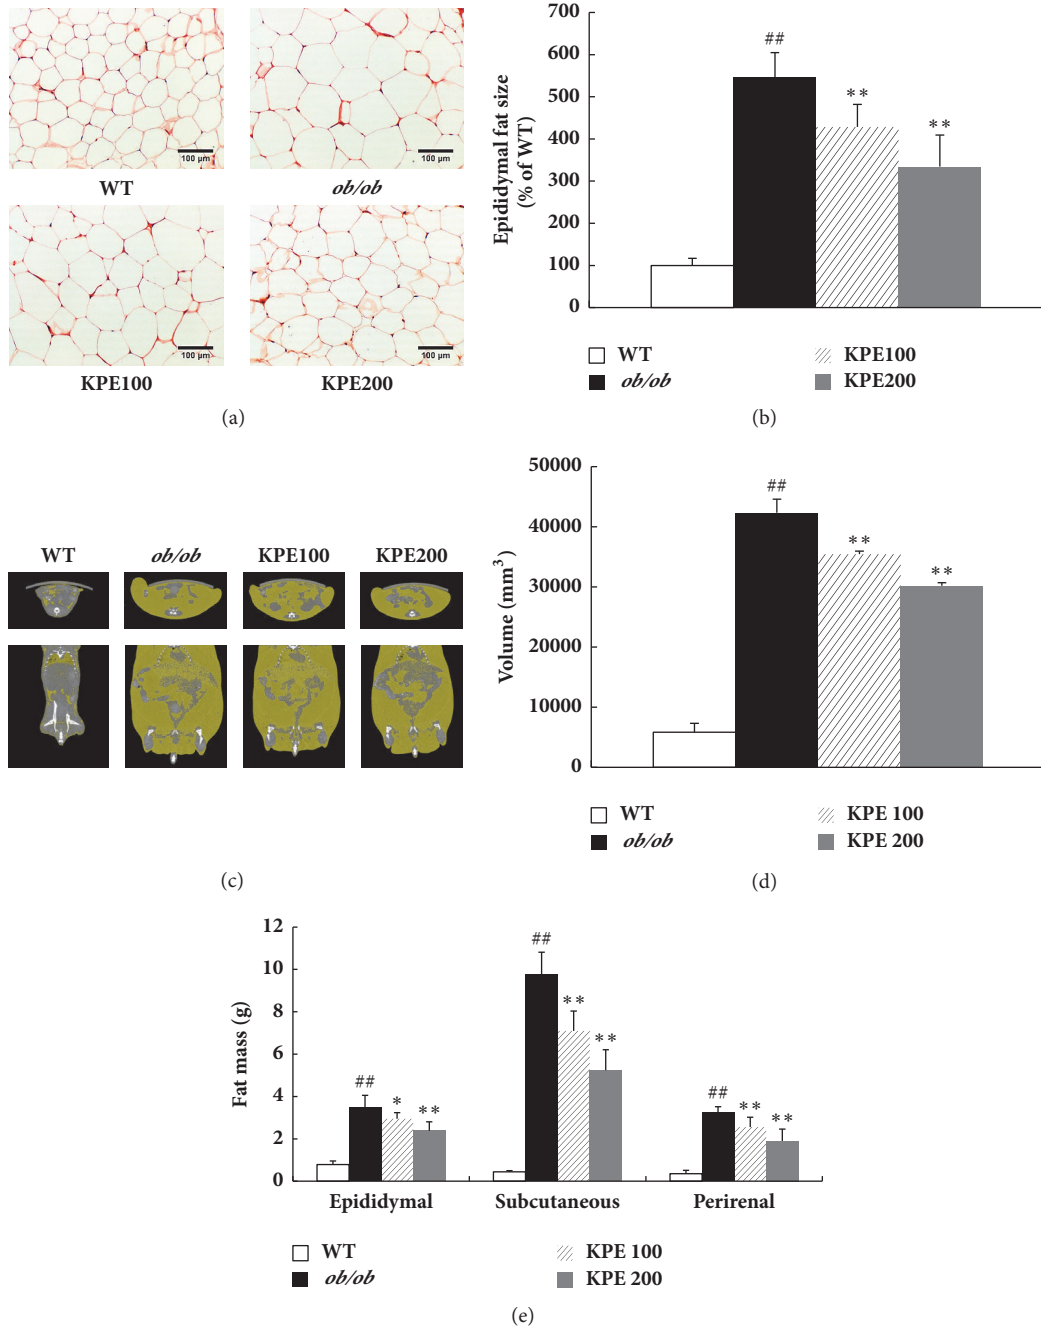 100 µm
100 µm
WT
ob/ob
100 µm
100 µm
KPE100
KPE200
(a)
Epididymal fat size
(% of WT)
700
600
500
400
300
200
100
0
##
**
**
WT
KPE100
ob/ob
KPE200
(b)
WT
ob/ob
KPE100
KPE200
(c)
Volume (mm³)
50000
40000
30000
20000
10000
0
##
**
**
WT
KPE 100
ob/ob
KPE 200
(d)
Fat mass (g)
12
10
8
6
4
2
0
##
*
**
##
**
**
##
**
**
Epididymal
Subcutaneous
Perirenal
WT
KPE 100
ob/ob
KPE 200
(e)